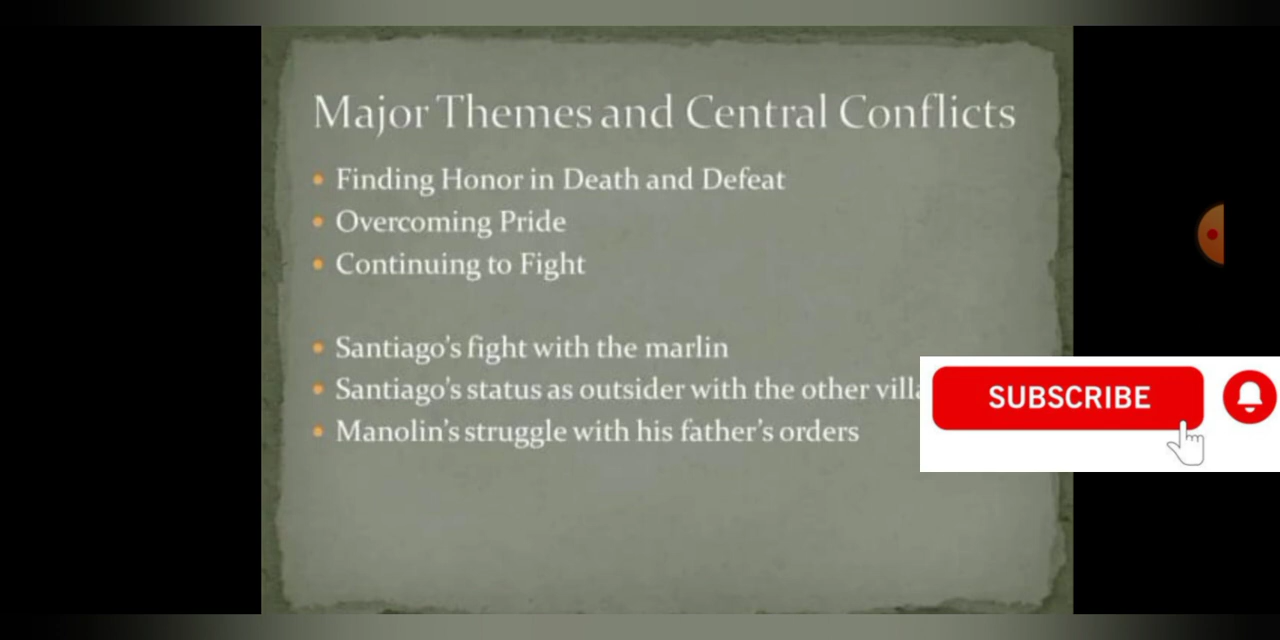 Major Themes and Central Conflicts
Finding Honor in Death and Defeat
Overcoming Pride
Continuing to Fight
Santiago's fight with the marlin
Santiago's status as outsider with the other
Manolin's struggle with his father's orders
SUBSCRIBE